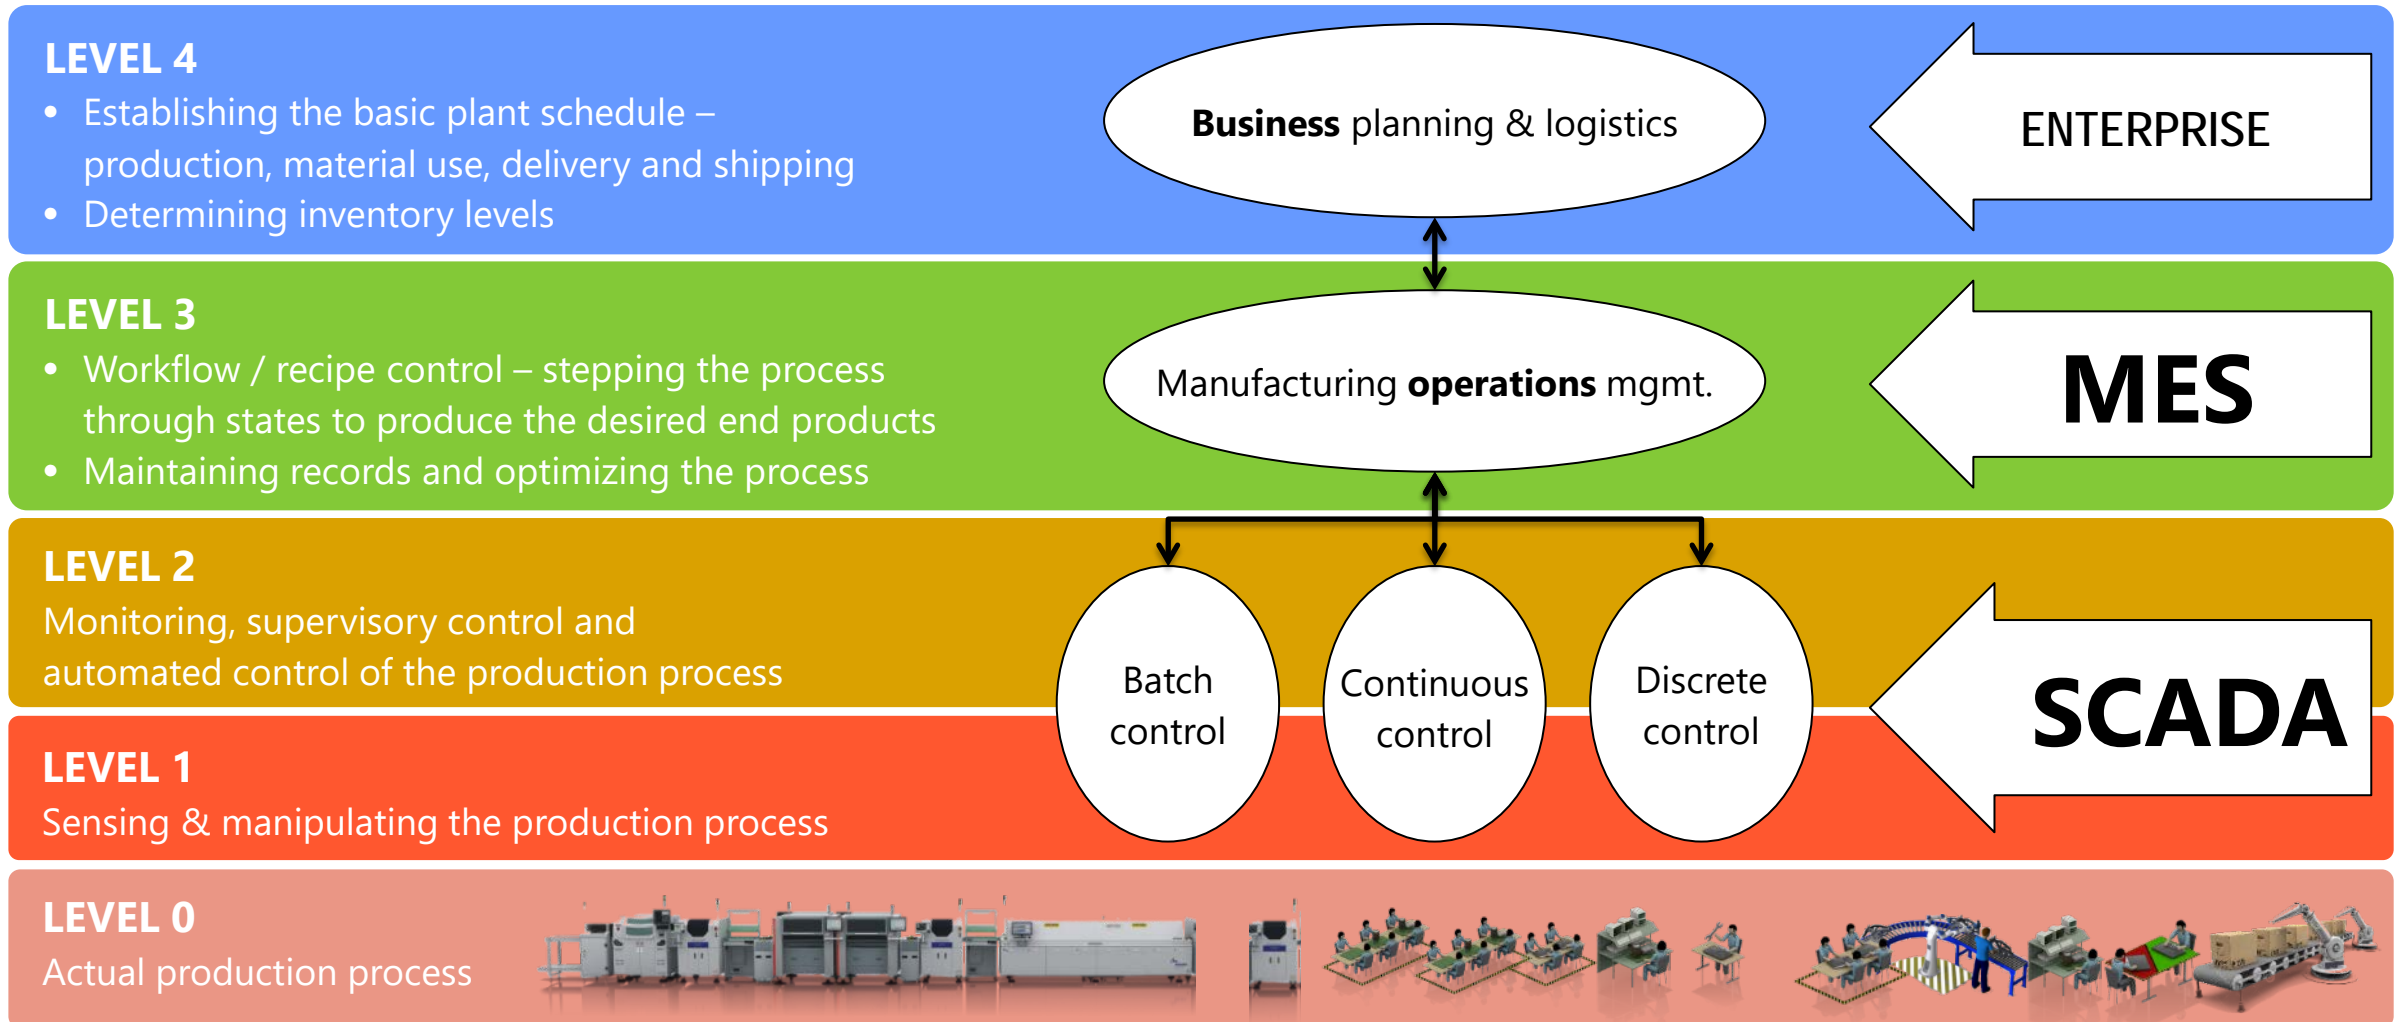 LEVEL 4
• Establishing the basic plant schedule –
production, material use, delivery and shipping
• Determining inventory levels
Business planning & logistics
ENTERPRISE
LEVEL 3
• Workflow / recipe control – stepping the process
through states to produce the desired end products
• Maintaining records and optimizing the process
Manufacturing operations mgmt.
MES
LEVEL 2
Monitoring, supervisory control and
automated control of the production process
Batch
control
Continuous
control
Discrete
control
SCADA
LEVEL 1
Sensing & manipulating the production process
LEVEL 0
Actual production process